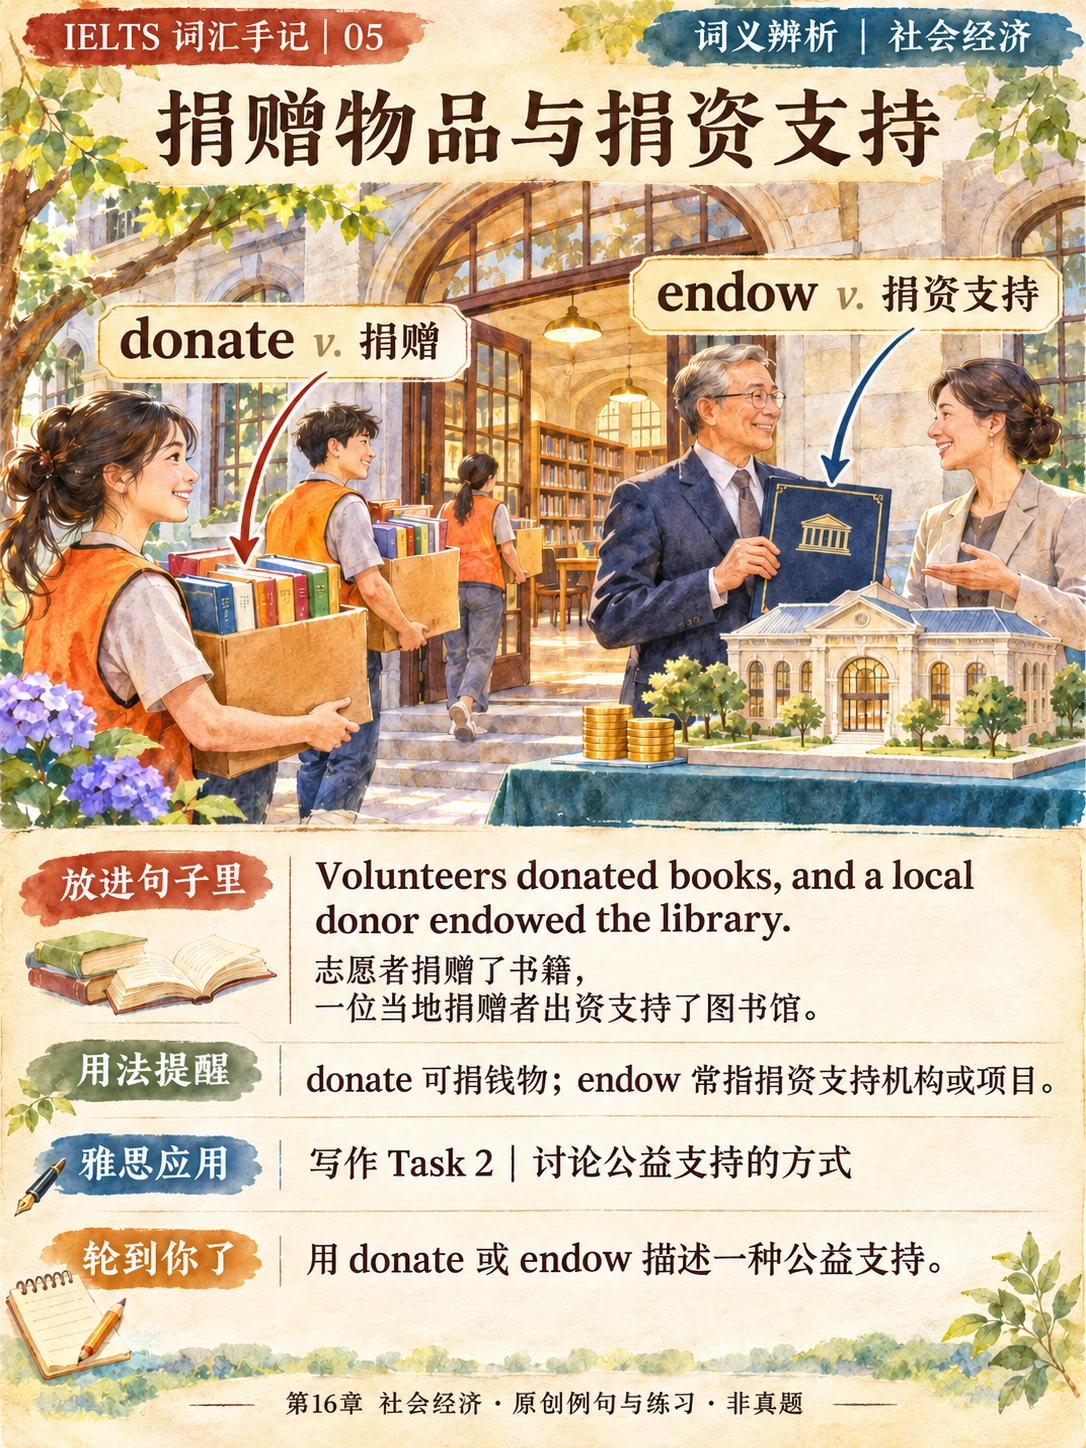 IELTS 词汇手记 | 05
词义辨析 | 社会经济
捐赠物品与捐资支持
donate v. 捐赠
endow v. 捐资支持
放进句子里
Volunteers donated books, and a local
donor endowed the library.
志愿者捐赠了书籍，
一位当地捐赠者出资支持了图书馆。
用法提醒
donate 可捐钱物；endow 常指捐资支持机构或项目。
雅思应用
写作 Task 2 | 讨论公益支持的方式
轮到你了
用 donate 或 endow 描述一种公益支持。
第16章 社会经济 · 原创例句与练习 · 非真题